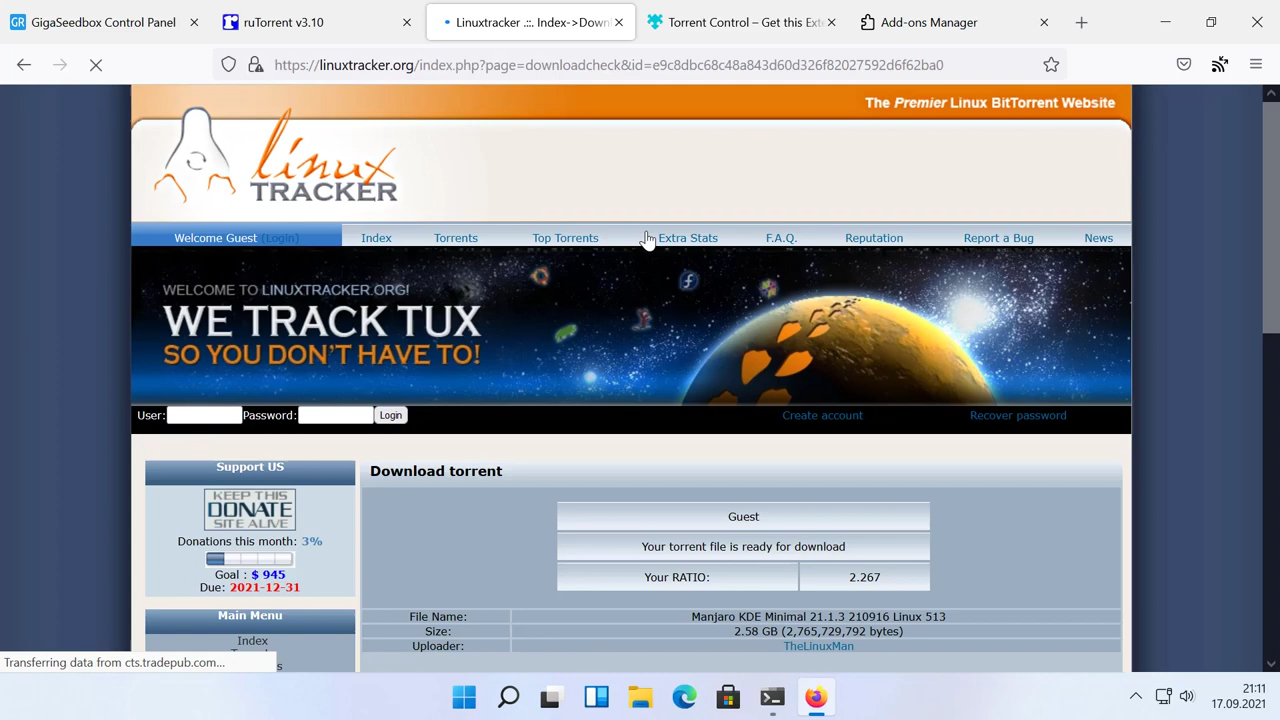 GigaSeedbox Control Panel
ruTorrent v3.10
Linuxtracker .::. Index->Down
Torrent Control – Get this Exte
Add-ons Manager
https://linuxtracker.org/index.php?page=downloadcheck&id=e9c8dbc68c48a843d60d326f82027592d6f62ba0
The Premier Linux BitTorrent Website
linux
TRACKER
Welcome Guest (Login)
Index
Torrents
Top Torrents
Extra Stats
F.A.Q.
Reputation
Report a Bug
News
WELCOME TO LINUXTRACKER.ORG!
WE TRACK TUX
SO YOU DON'T HAVE TO!
User:
Password:
Login
Create account
Recover password
Support US
KEEP THIS
DONATE
SITE ALIVE
Donations this month: 3%
Goal : $ 945
Due: 2021-12-31
Main Menu
Index
Download torrent
Guest
Your torrent file is ready for download
Your RATIO: 2.267
File Name: Manjaro KDE Minimal 21.1.3 210916 Linux 513
Size: 2.58 GB (2,765,729,792 bytes)
Uploader: TheLinuxMan
Transferring data from cts.tradepub.com...
21:11
17.09.2021